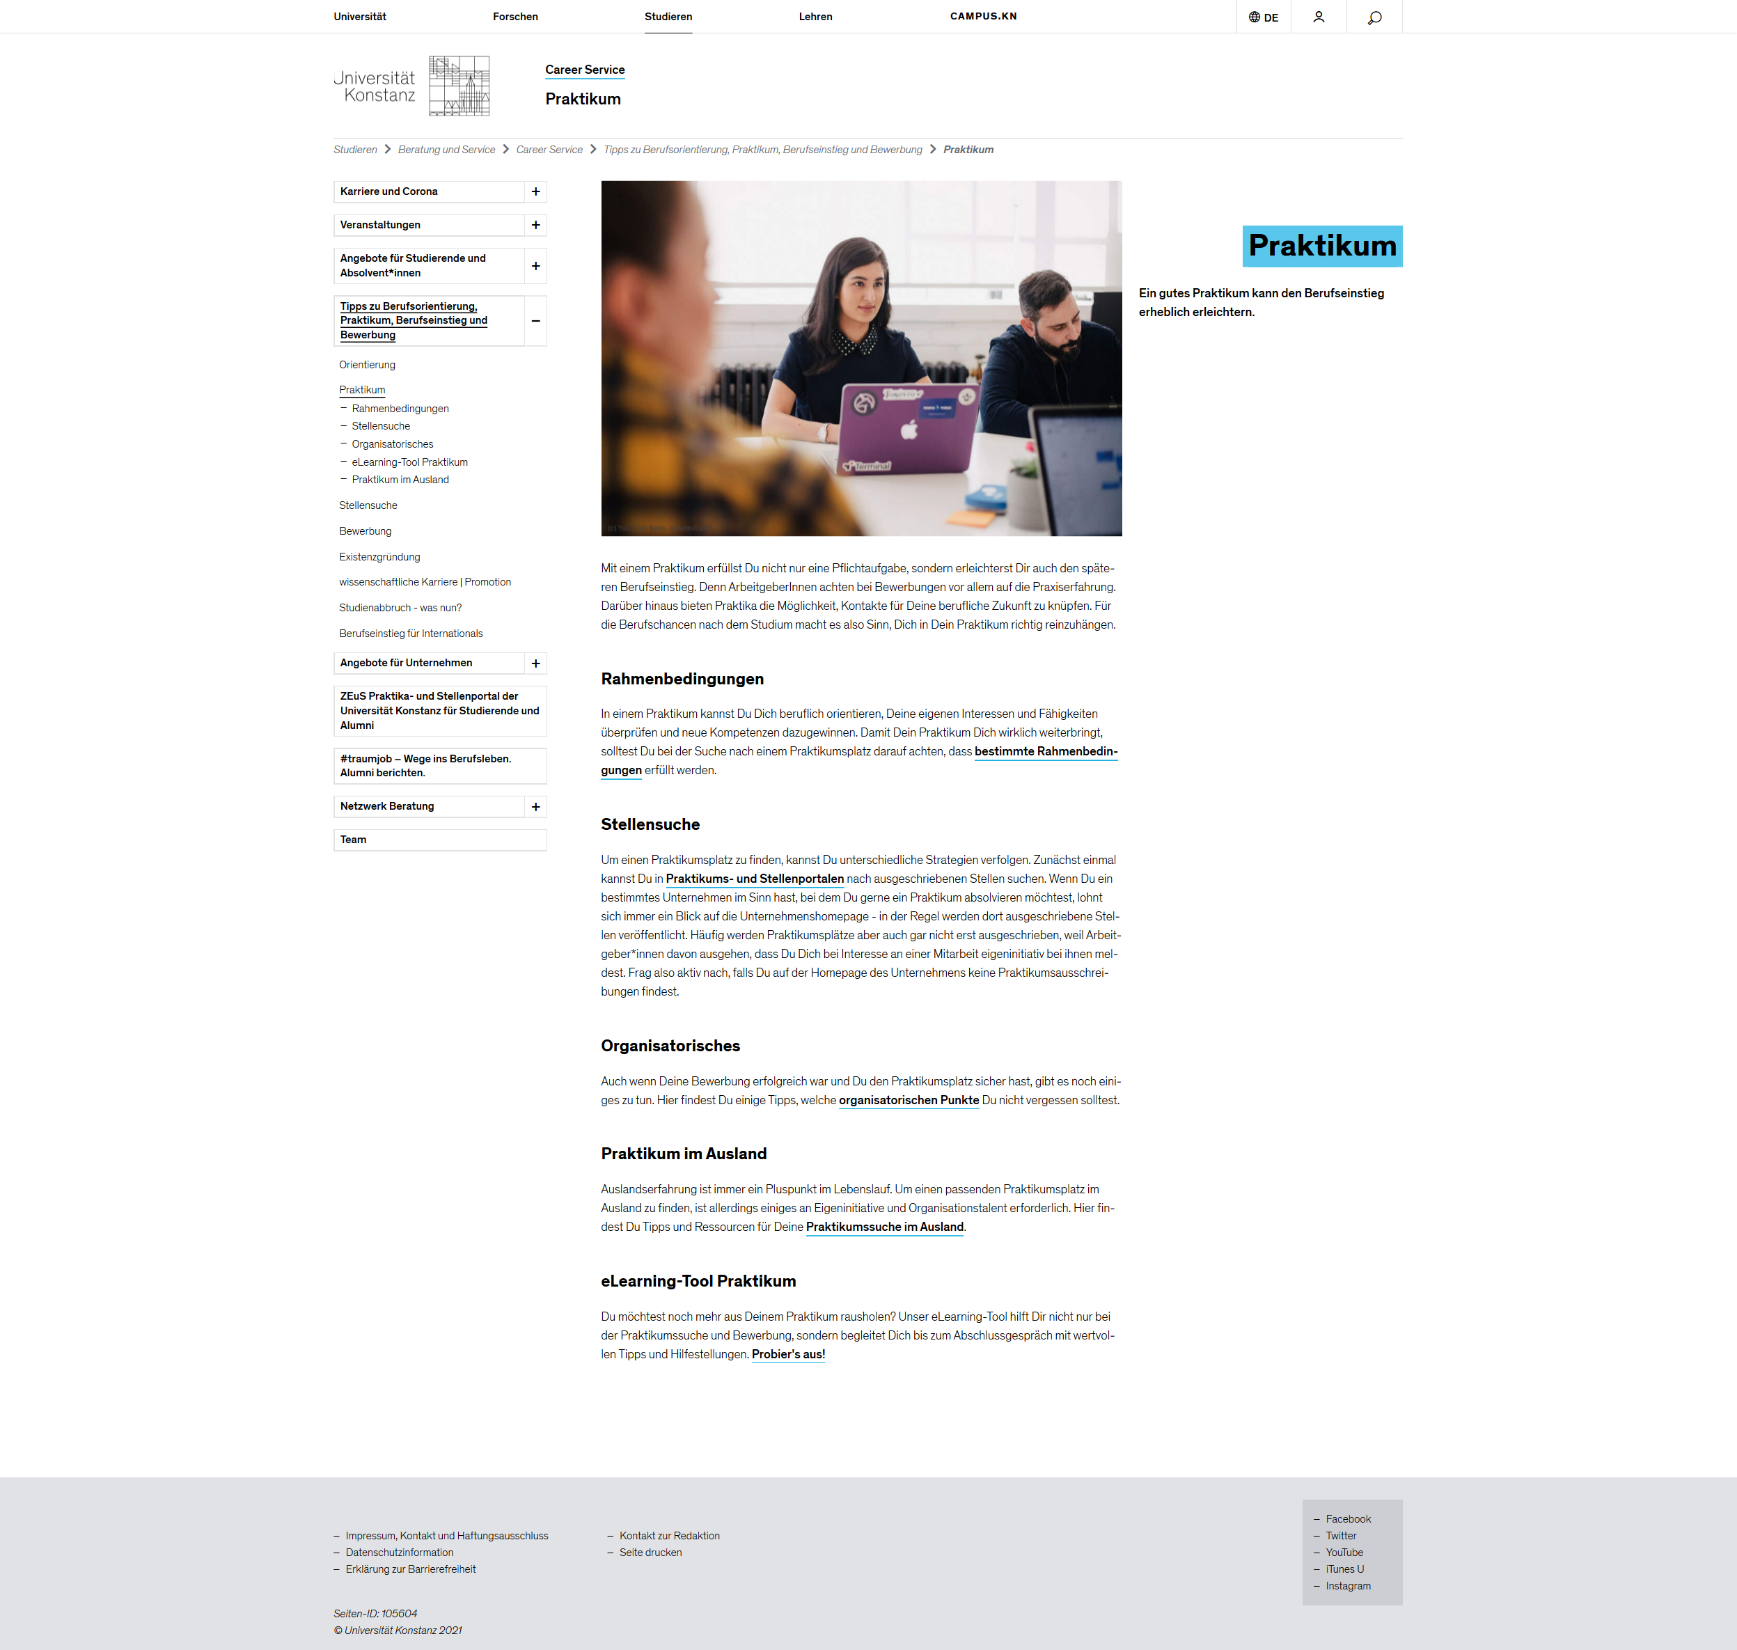 Universität
Forschen
Studieren
Lehren
CAMPUS.KN
DE
Universität
Konstanz
Career Service
Praktikum
Studieren
Beratung und Service
Career Service
Tipps zu Berufsorientierung, Praktikum, Berufseinstieg und Bewerbung
Praktikum
Karriere und Corona
Veranstaltungen
Angebote für Studierende und
Absolvent*innen
Tipps zu Berufsorientierung,
Praktikum, Berufseinstieg und
Bewerbung
Orientierung
Praktikum
– Rahmenbedingungen
– Stellensuche
– Organisatorisches
– eLearning-Tool Praktikum
– Praktikum im Ausland
Stellensuche
Bewerbung
Existenzgründung
wissenschaftliche Karriere | Promotion
Studienabbruch - was nun?
Berufseinstieg für Internationals
Angebote für Unternehmen
ZEuS Praktika- und Stellenportal der
Universität Konstanz für Studierende und
Alumni
#traumjob – Wege ins Berufsleben.
Alumni berichten.
Netzwerk Beratung
Team
Terminal
Praktikum
Ein gutes Praktikum kann den Berufseinstieg
erheblich erleichtern.
Mit einem Praktikum erfüllst Du nicht nur eine Pflichtaufgabe, sondern erleichterst Dir auch den späte-
ren Berufseinstieg. Denn ArbeitgeberInnen achten bei Bewerbungen vor allem auf die Praxiserfahrung.
Darüber hinaus bieten Praktika die Möglichkeit, Kontakte für Deine berufliche Zukunft zu knüpfen. Für
die Berufschancen nach dem Studium macht es also Sinn, Dich in Dein Praktikum richtig reinzuhängen.
Rahmenbedingungen
In einem Praktikum kannst Du Dich beruflich orientieren, Deine eigenen Interessen und Fähigkeiten
überprüfen und neue Kompetenzen dazugewinnen. Damit Dein Praktikum Dich wirklich weiterbringt,
solltest Du bei der Suche nach einem Praktikumsplatz darauf achten, dass bestimmte Rahmenbedin-
gungen erfüllt werden.
Stellensuche
Um einen Praktikumsplatz zu finden, kannst Du unterschiedliche Strategien verfolgen. Zunächst einmal
kannst Du in Praktikums- und Stellenportalen nach ausgeschriebenen Stellen suchen. Wenn Du ein
bestimmtes Unternehmen im Sinn hast, bei dem Du gerne ein Praktikum absolvieren möchtest, lohnt
sich immer ein Blick auf die Unternehmenshomepage - in der Regel werden dort ausgeschriebene Stel-
len veröffentlicht. Häufig werden Praktikumsplätze aber auch gar nicht erst ausgeschrieben, weil Arbeit-
geber*innen davon ausgehen, dass Du Dich bei Interesse an einer Mitarbeit eigeninitiativ bei ihnen mel-
dest. Frag also aktiv nach, falls Du auf der Homepage des Unternehmens keine Praktikumsausschrei-
bungen findest.
Organisatorisches
Auch wenn Deine Bewerbung erfolgreich war und Du den Praktikumsplatz sicher hast, gibt es noch eini-
ges zu tun. Hier findest Du einige Tipps, welche organisatorischen Punkte Du nicht vergessen solltest.
Praktikum im Ausland
Auslandserfahrung ist immer ein Pluspunkt im Lebenslauf. Um einen passenden Praktikumsplatz im
Ausland zu finden, ist allerdings einiges an Eigeninitiative und Organisationstalent erforderlich. Hier fin-
dest Du Tipps und Ressourcen für Deine Praktikumssuche im Ausland.
eLearning-Tool Praktikum
Du möchtest noch mehr aus Deinem Praktikum rausholen? Unser eLearning-Tool hilft Dir nicht nur bei
der Praktikumssuche und Bewerbung, sondern begleitet Dich bis zum Abschlussgespräch mit wertvol-
len Tipps und Hilfestellungen. Probier's aus!
– Impressum, Kontakt und Haftungsausschluss
– Datenschutzinformation
– Erklärung zur Barrierefreiheit
– Kontakt zur Redaktion
– Seite drucken
– Facebook
– Twitter
– YouTube
– iTunes U
– Instagram
Seiten-ID: 105604
© Universität Konstanz 2021